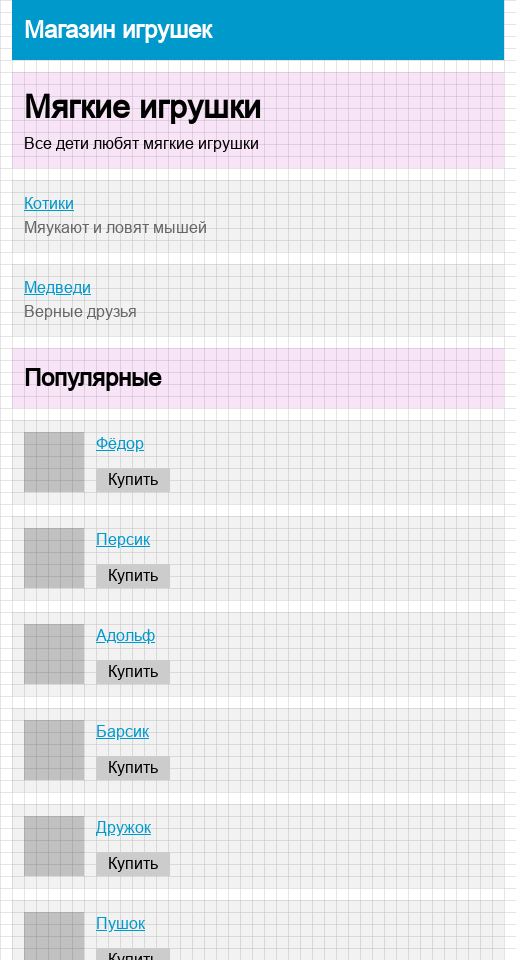 Магазин игрушек
Мягкие игрушки
Все дети любят мягкие игрушки
Котики
Мяукают и ловят мышей
Медведи
Верные друзья
Популярные
Фёдор
Купить
Персик
Купить
Адольф
Купить
Барсик
Купить
Дружок
Купить
Пушок
Купить